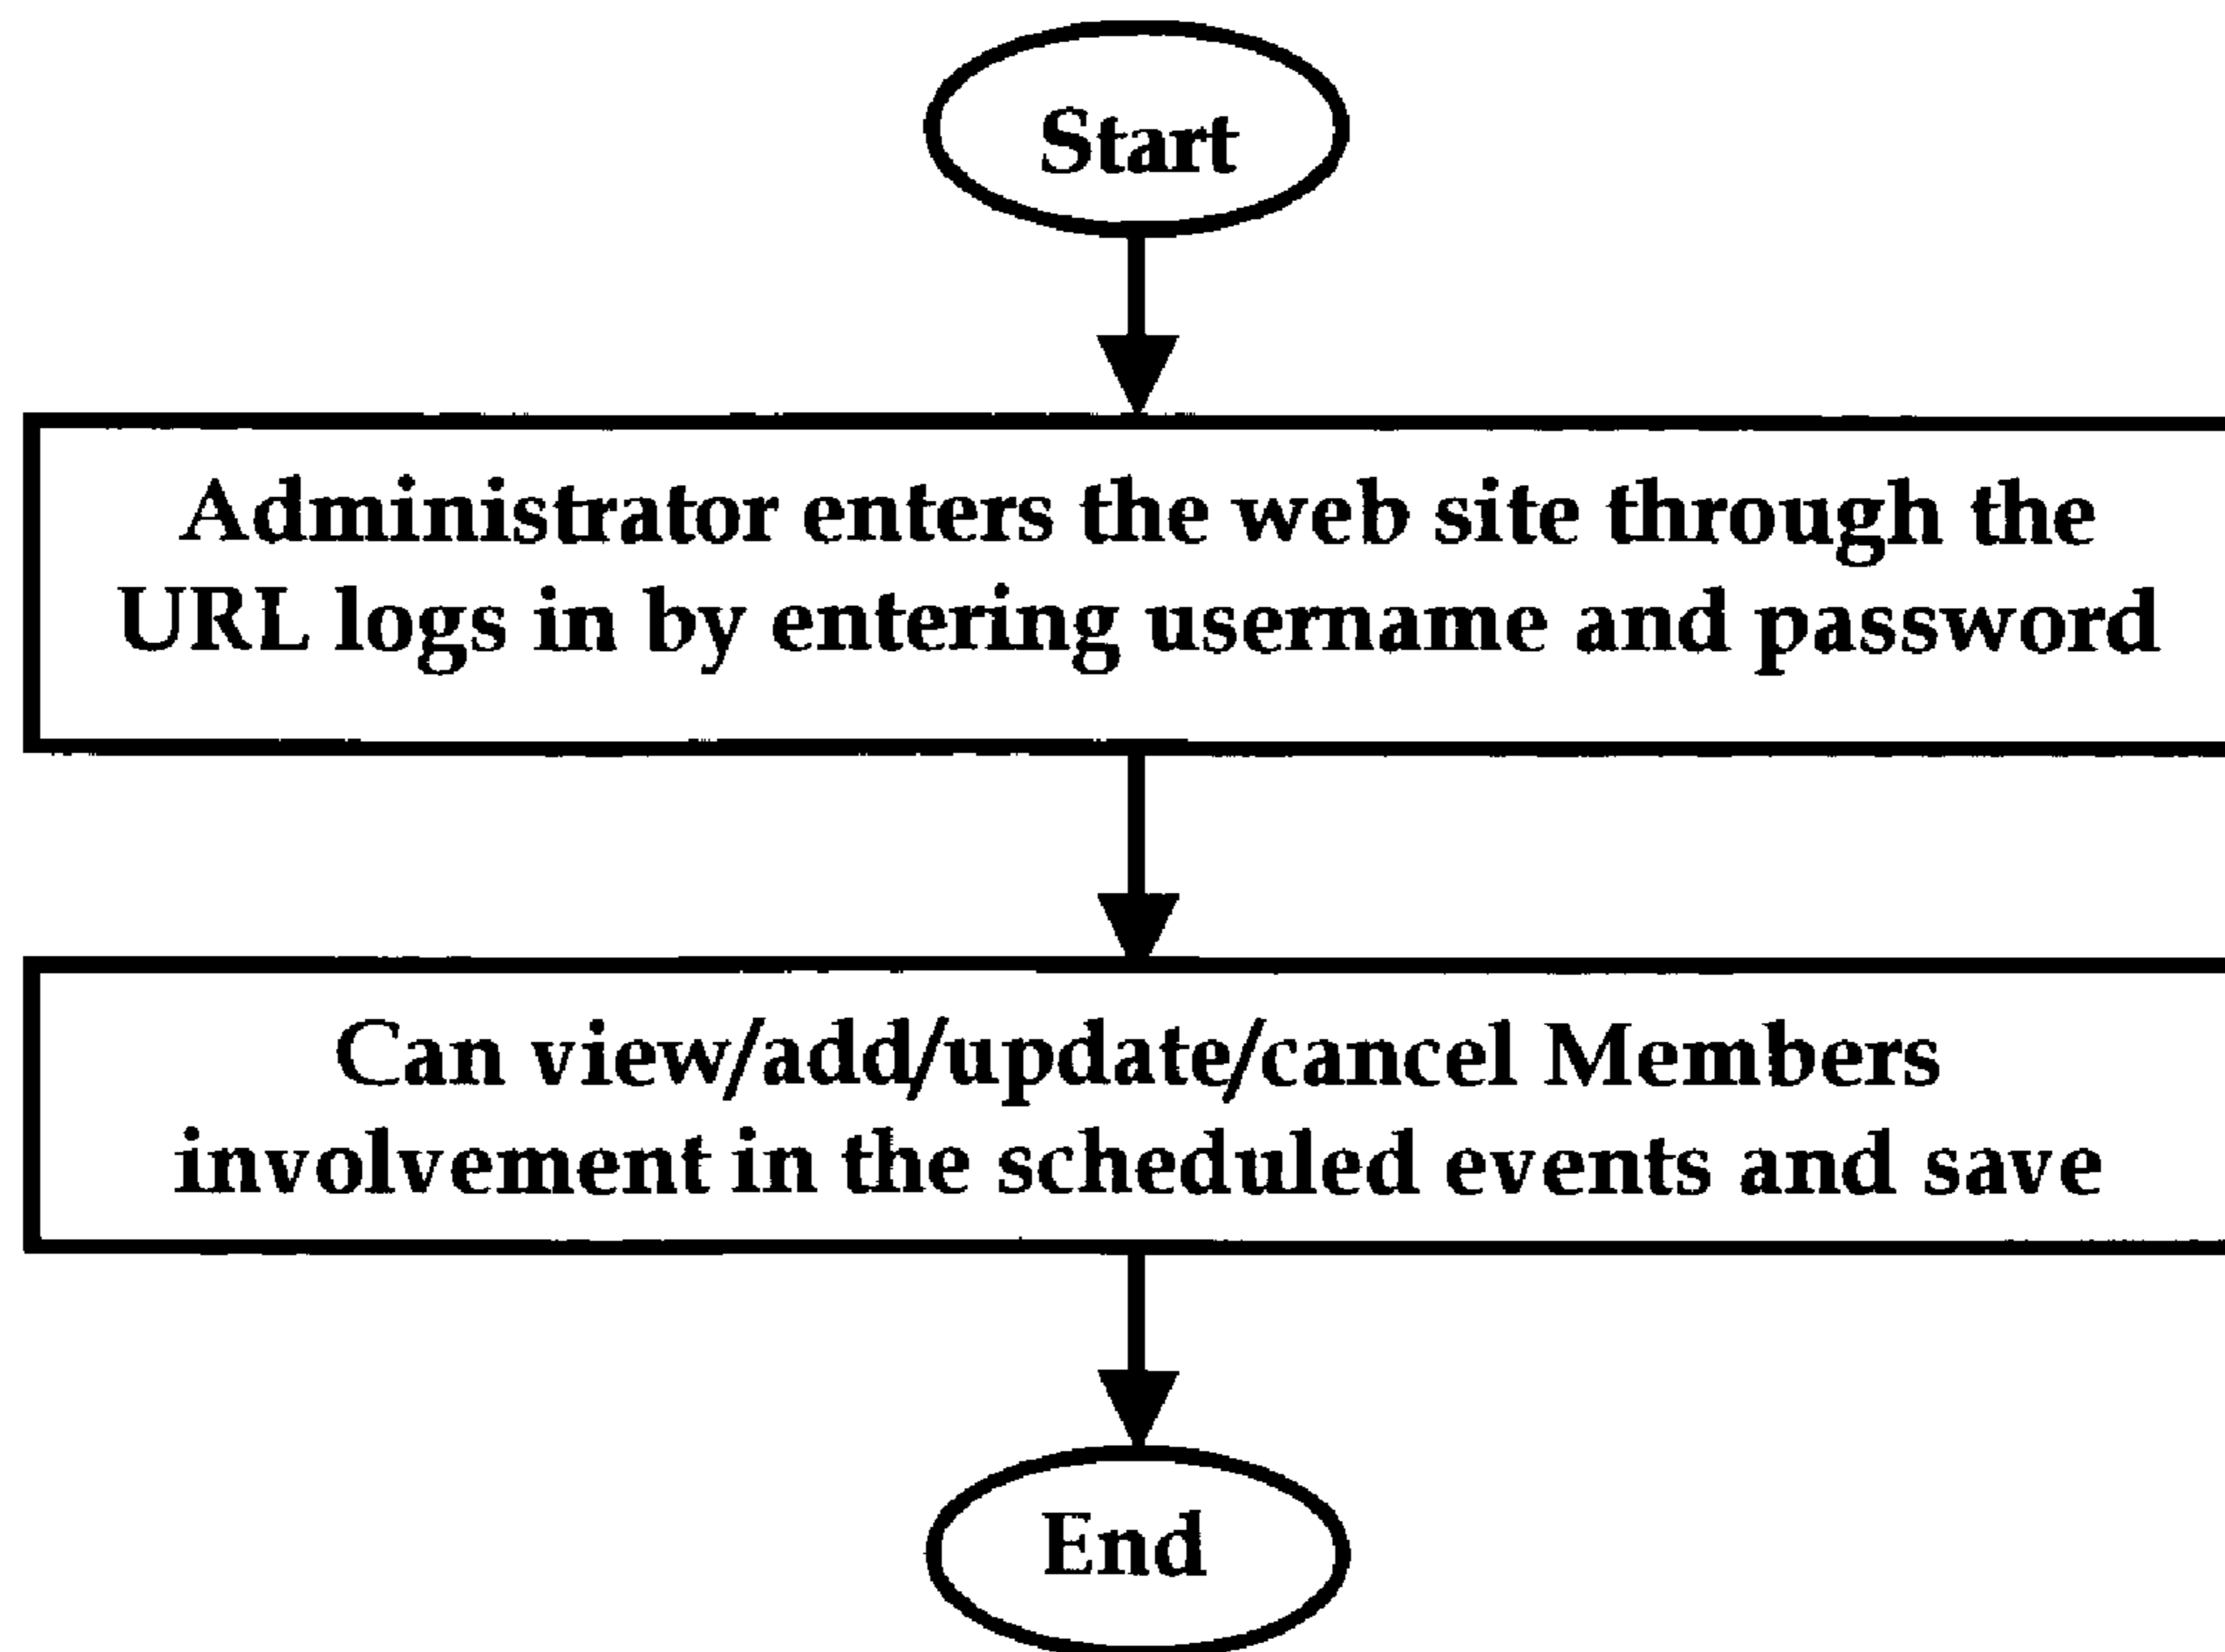 Start
Administrator enters the web site through the
URL logs in by entering username and password
Can view/add/update/cancel Members
involvement in the scheduled events and save
End